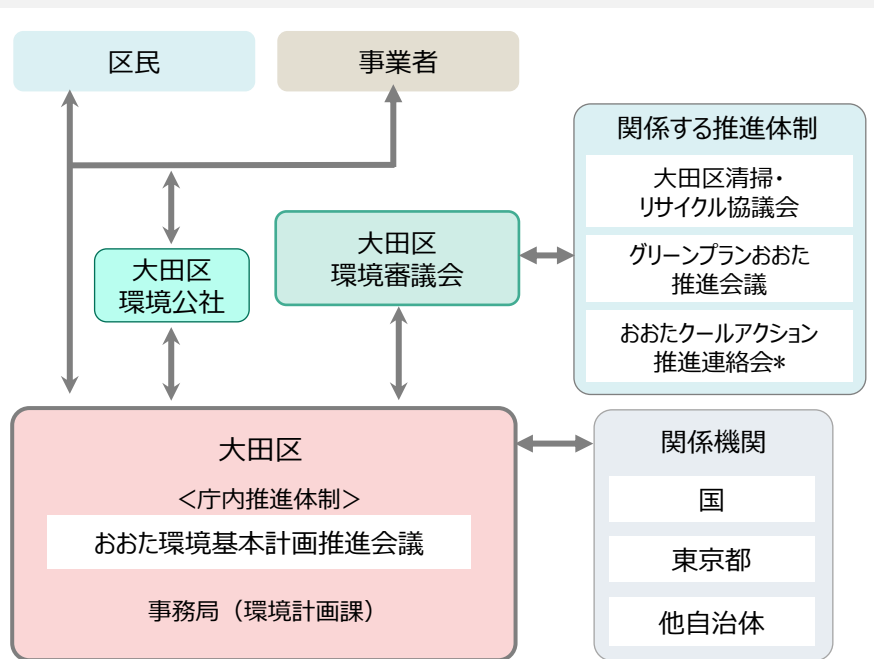 区民
事業者
関係する推進体制
大田区清掃・
リサイクル協議会
グリーンプランおおた
推進会議
おおたクールアクション
推進連絡会*
大田区
環境審議会
大田区
環境公社
大田区
<庁内推進体制>
おおた環境基本計画推進会議
事務局（環境計画課）
関係機関
国
東京都
他自治体